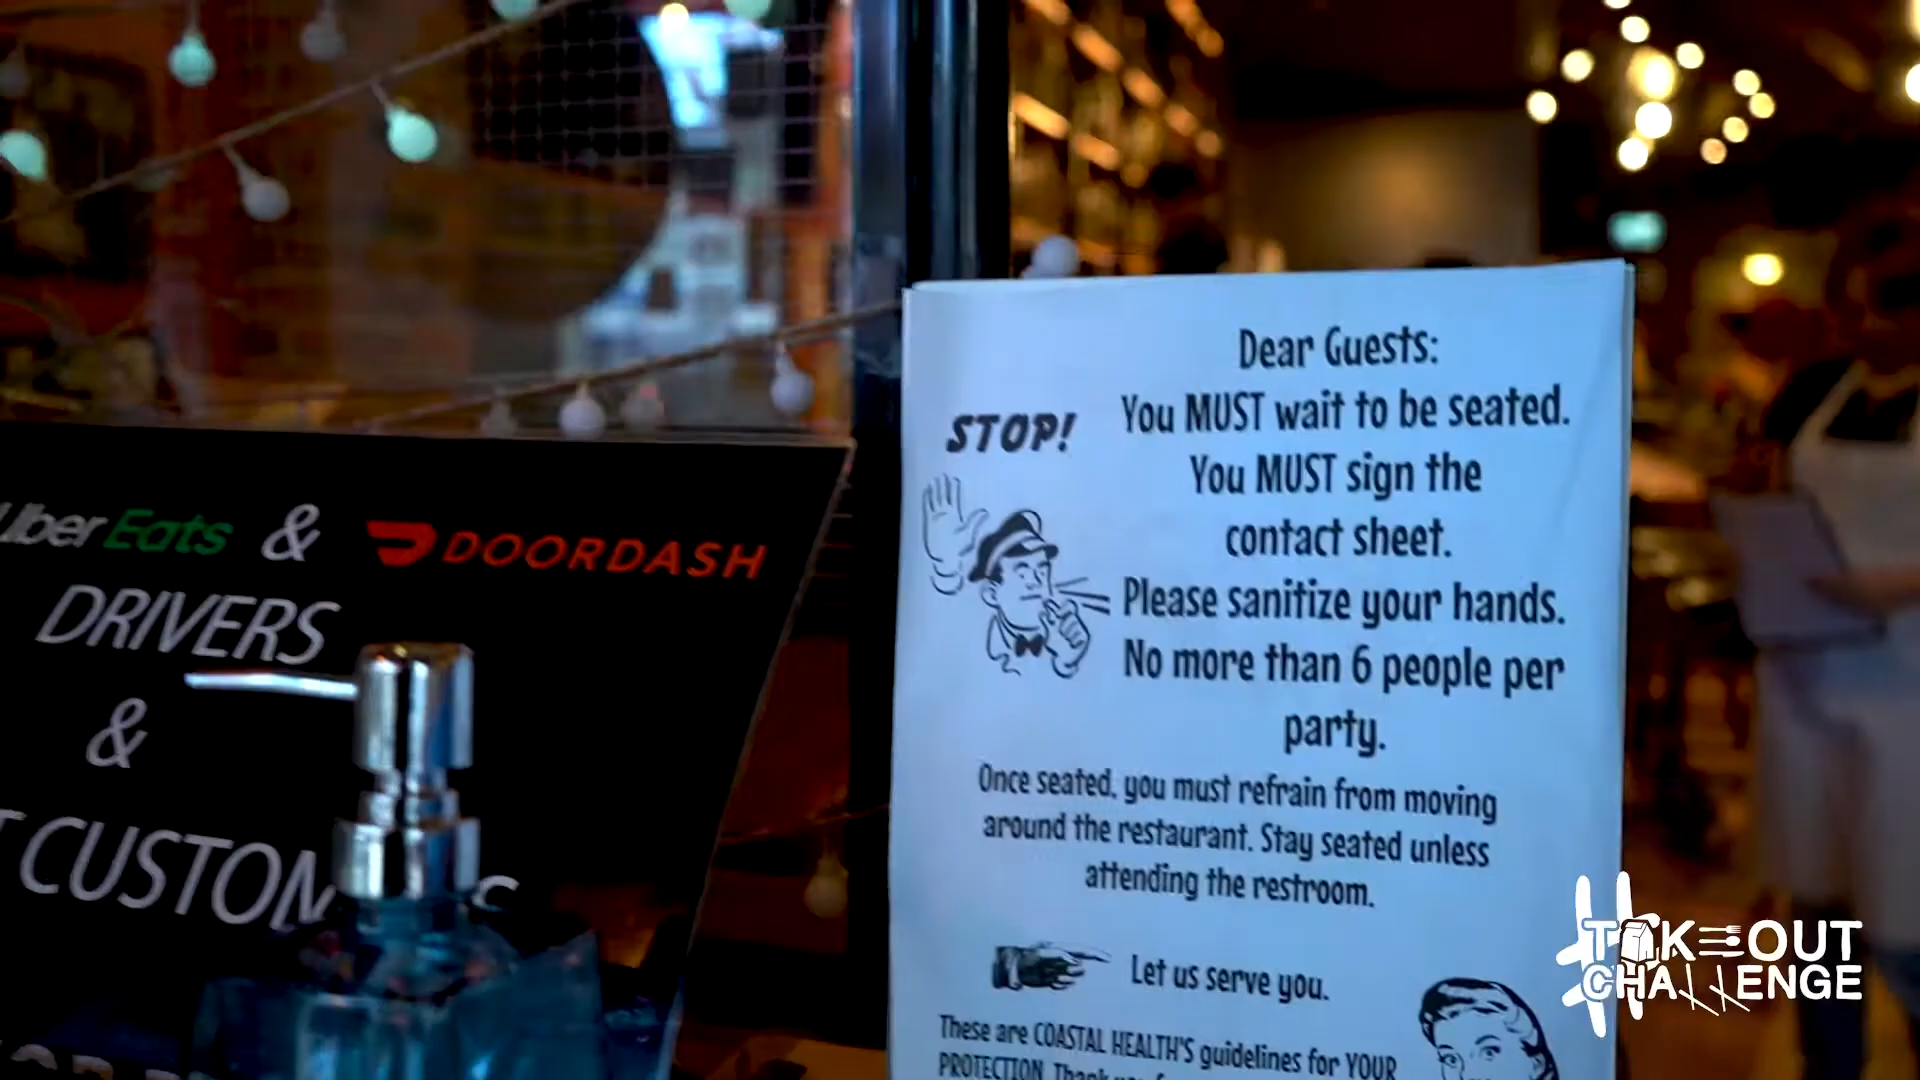 Uber Eats & DOORDASH
DRIVERS
&
STOP!
Dear Guests:
You MUST wait to be seated.
You MUST sign the
contact sheet.
Please sanitize your hands.
No more than 6 people per
party.
Once seated, you must refrain from moving
around the restaurant. Stay seated unless
attending the restroom.
Let us serve you.
These are COASTAL HEALTH'S guidelines for YOUR
PROTECTION. Thank
#TAKEOUT
CHALLENGE